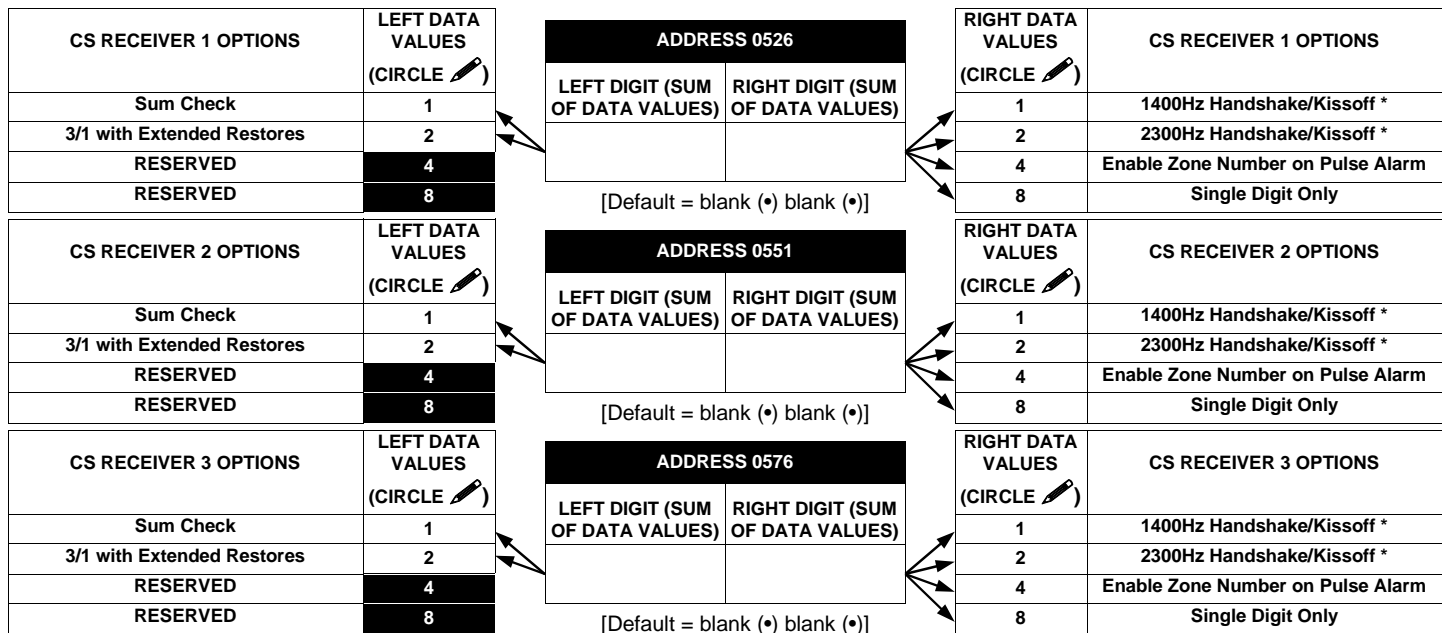 CS RECEIVER 1 OPTIONS
LEFT DATA
VALUES
(CIRCLE )
Sum Check
1
3/1 with Extended Restores
2
RESERVED
4
RESERVED
8
ADDRESS 0526
LEFT DIGIT (SUM
OF DATA VALUES)
RIGHT DIGIT (SUM
OF DATA VALUES)
[Default = blank (•) blank (•)]
RIGHT DATA
VALUES
(CIRCLE )
CS RECEIVER 1 OPTIONS
1
1400Hz Handshake/Kissoff *
2
2300Hz Handshake/Kissoff *
4
Enable Zone Number on Pulse Alarm
8
Single Digit Only
CS RECEIVER 2 OPTIONS
LEFT DATA
VALUES
(CIRCLE )
Sum Check
1
3/1 with Extended Restores
2
RESERVED
4
RESERVED
8
ADDRESS 0551
LEFT DIGIT (SUM
OF DATA VALUES)
RIGHT DIGIT (SUM
OF DATA VALUES)
[Default = blank (•) blank (•)]
RIGHT DATA
VALUES
(CIRCLE )
CS RECEIVER 2 OPTIONS
1
1400Hz Handshake/Kissoff *
2
2300Hz Handshake/Kissoff *
4
Enable Zone Number on Pulse Alarm
8
Single Digit Only
CS RECEIVER 3 OPTIONS
LEFT DATA
VALUES
(CIRCLE )
Sum Check
1
3/1 with Extended Restores
2
RESERVED
4
RESERVED
8
ADDRESS 0576
LEFT DIGIT (SUM
OF DATA VALUES)
RIGHT DIGIT (SUM
OF DATA VALUES)
[Default = blank (•) blank (•)]
RIGHT DATA
VALUES
(CIRCLE )
CS RECEIVER 3 OPTIONS
1
1400Hz Handshake/Kissoff *
2
2300Hz Handshake/Kissoff *
4
Enable Zone Number on Pulse Alarm
8
Single Digit Only